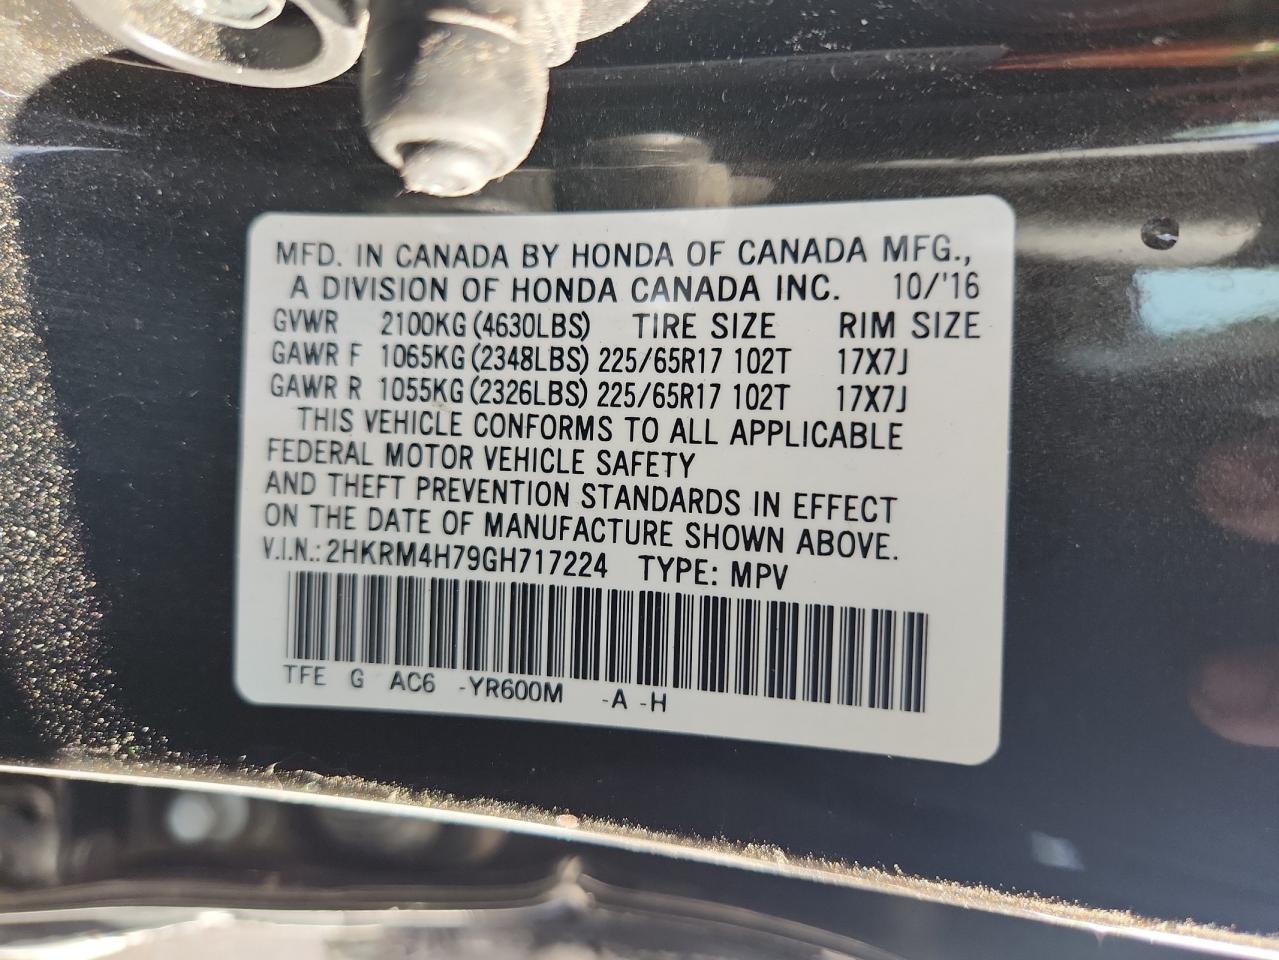 MFD. IN CANADA BY HONDA OF CANADA MFG.,
A DIVISION OF HONDA CANADA INC. 10/'16
GVWR 2100KG (4630LBS) TIRE SIZE RIM SIZE
GAWR F 1065KG (2348LBS) 225/65R17 102T 17X7J
GAWR R 1055KG (2326LBS) 225/65R17 102T 17X7J
THIS VEHICLE CONFORMS TO ALL APPLICABLE
FEDERAL MOTOR VEHICLE SAFETY
AND THEFT PREVENTION STANDARDS IN EFFECT
ON THE DATE OF MANUFACTURE SHOWN ABOVE.
V.I.N.: 2HKRM4H79GH717224 TYPE: MPV
TFE G AC6 -YR600M -A -H